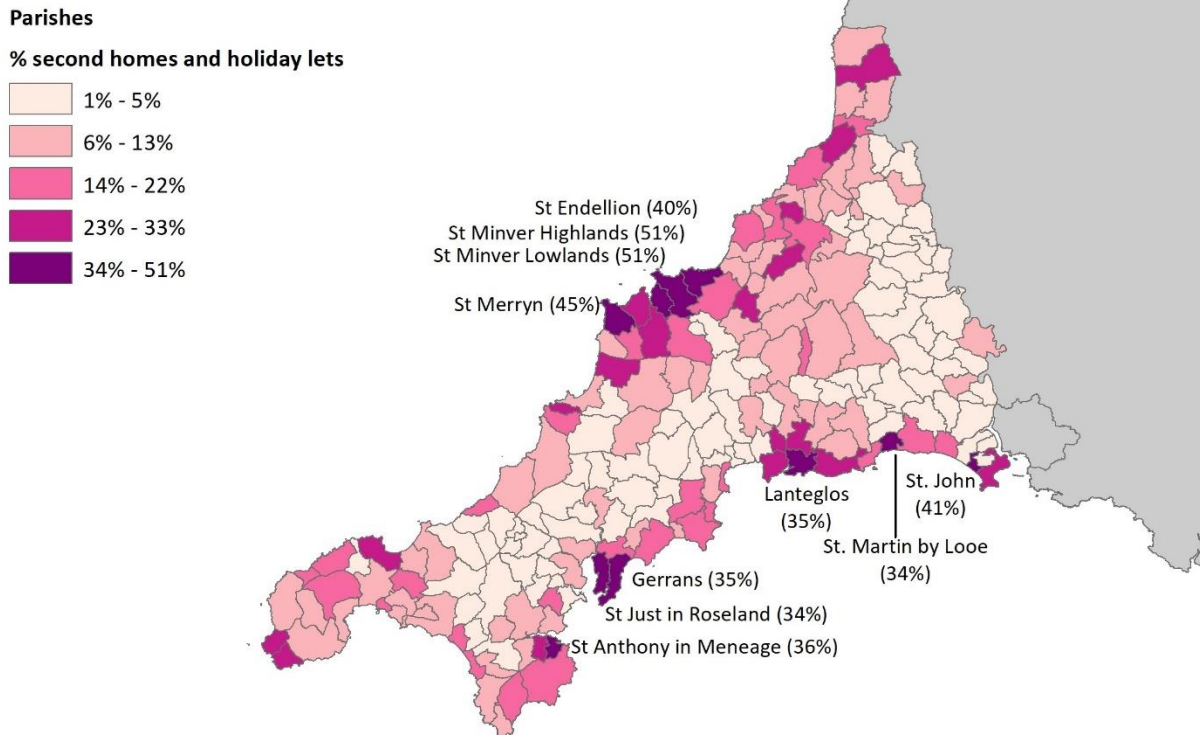 Parishes
% second homes and holiday lets
1% - 5%
6% - 13%
14% - 22%
23% - 33%
34% - 51%
St Endellion (40%)
St Minver Highlands (51%)
St Minver Lowlands (51%)
St Merryn (45%)
Lanteglos
(35%)
St. John
(41%)
St. Martin by Looe
(34%)
Gerrans (35%)
St Just in Roseland (34%)
St Anthony in Meneage (36%)